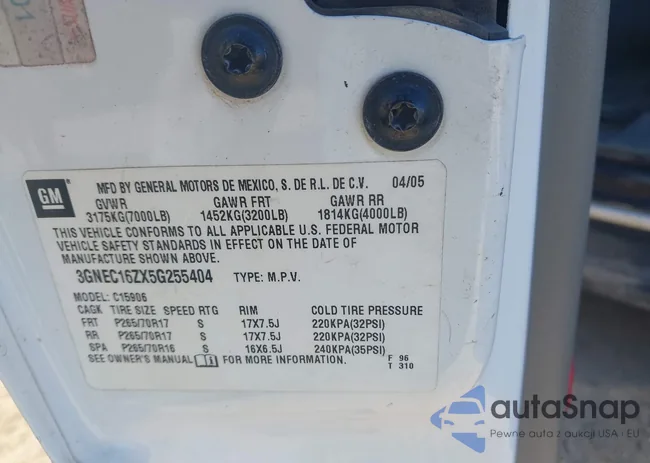 GM
MFD BY GENERAL MOTORS DE MEXICO, S. DE R.L. DE C.V. 04/05
GVWR GAWR FRT GAWR RR
3175KG(7000LB) 1452KG(3200LB) 1814KG(4000LB)
THIS VEHICLE CONFORMS TO ALL APPLICABLE U.S. FEDERAL MOTOR
VEHICLE SAFETY STANDARDS IN EFFECT ON THE DATE OF
MANUFACTURE SHOWN ABOVE.
3GNEC16ZX5G255404 TYPE: M.P.V.
MODEL: C15906
CAGK TIRE SIZE SPEED RTG RIM COLD TIRE PRESSURE
FRT P265/70R17 S 17X7.5J 220KPA(32PSI)
RR P265/70R17 S 17X7.5J 220KPA(32PSI)
SPA P265/70R16 S 16X6.5J 240KPA(35PSI)
SEE OWNER'S MANUAL FOR MORE INFORMATION. F 96
T 310
autaSnap
Pewne auta z aukcji USA i EU